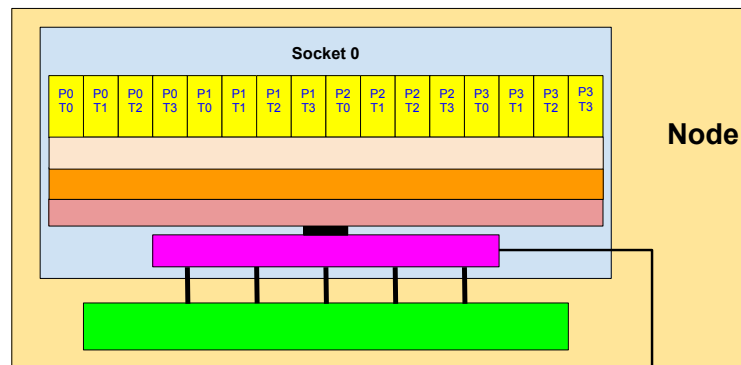 Socket 0
P0 P0 P0 P0 P1 P1 P1 P1 P2 P2 P2 P2 P3 P3 P3 P3
T0 T1 T2 T3 T0 T1 T2 T3 T0 T1 T2 T3 T0 T1 T2 T3
Node